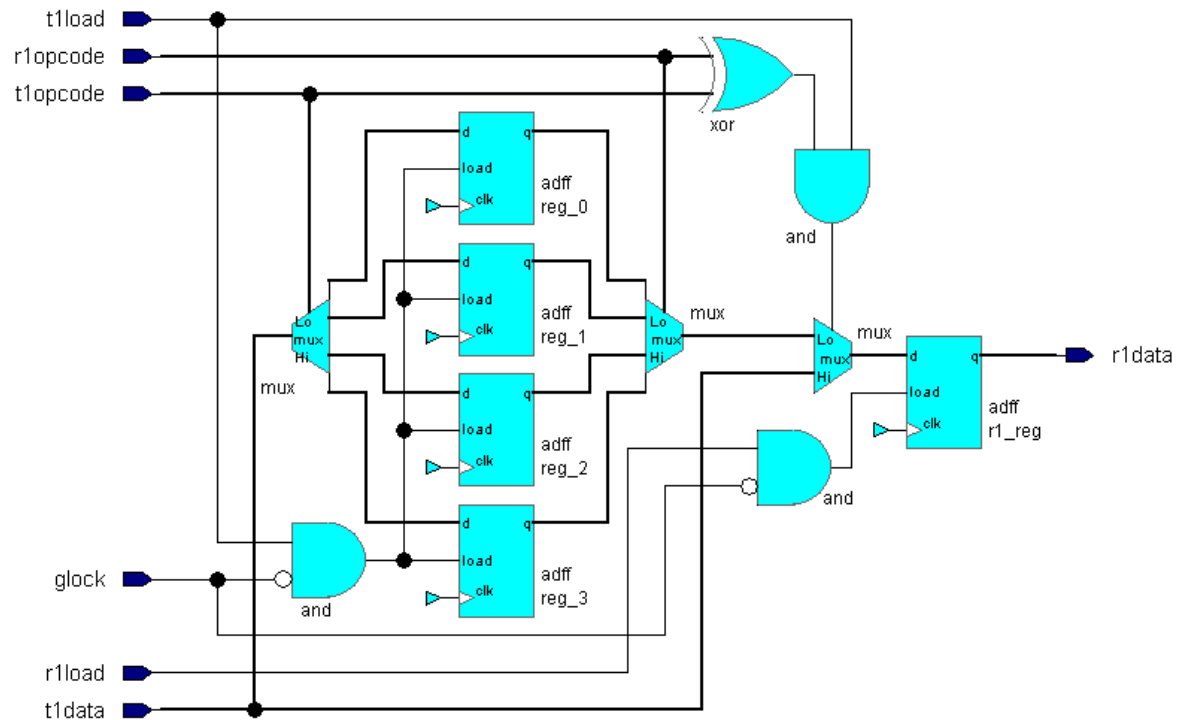 t1load
r1opcode
t1opcode
xor
d q
load
clk
adff
reg_0
and
d q
load
clk
adff
reg_1
Lo
mux
Hi
mux
Lo
mux
Hi
mux
Lo
mux
Hi
mux
d q
load
clk
adff
r1_reg
r1data
d q
load
clk
adff
reg_2
and
d q
load
clk
adff
reg_3
and
glock
r1load
t1data